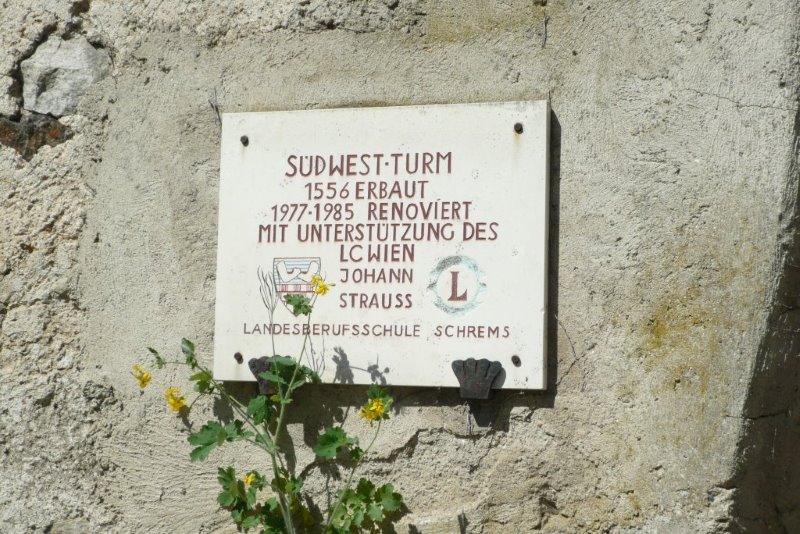 SÜDWEST·TURM
1556 ERBAUT
1977·1985 RENOVIERT
MIT UNTERSTÜTZUNG DES
LC WIEN
JOHANN
STRAUSS
L
LANDESBERUFSSCHULE SCHREMS